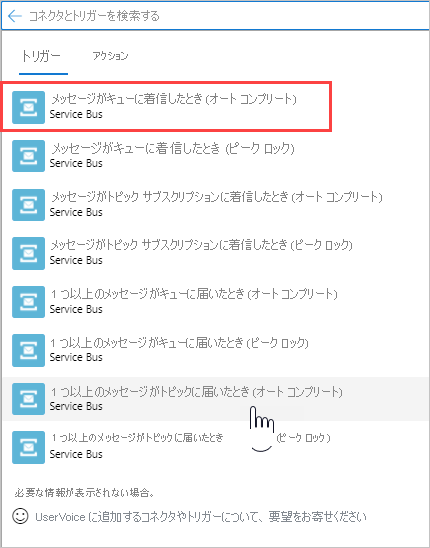 コネクタとトリガーを検索する
トリガー アクション
メッセージがキューに着信したとき (オート コンプリート)
Service Bus
メッセージがキューに着信したとき (ピーク ロック)
Service Bus
メッセージがトピック サブスクリプションに着信したとき (オート コンプリート)
Service Bus
メッセージがトピック サブスクリプションに着信したとき (ピーク ロック)
Service Bus
1 つ以上のメッセージがキューに届いたとき (オート コンプリート)
Service Bus
1 つ以上のメッセージがキューに届いたとき (ピーク ロック)
Service Bus
1 つ以上のメッセージがトピックに届いたとき (オート コンプリート)
Service Bus
1 つ以上のメッセージがトピックに届いたとき (ピーク ロック)
Service Bus
必要な情報が表示されない場合。
UserVoice に追加するコネクタやトリガーについて、要望をお寄せください